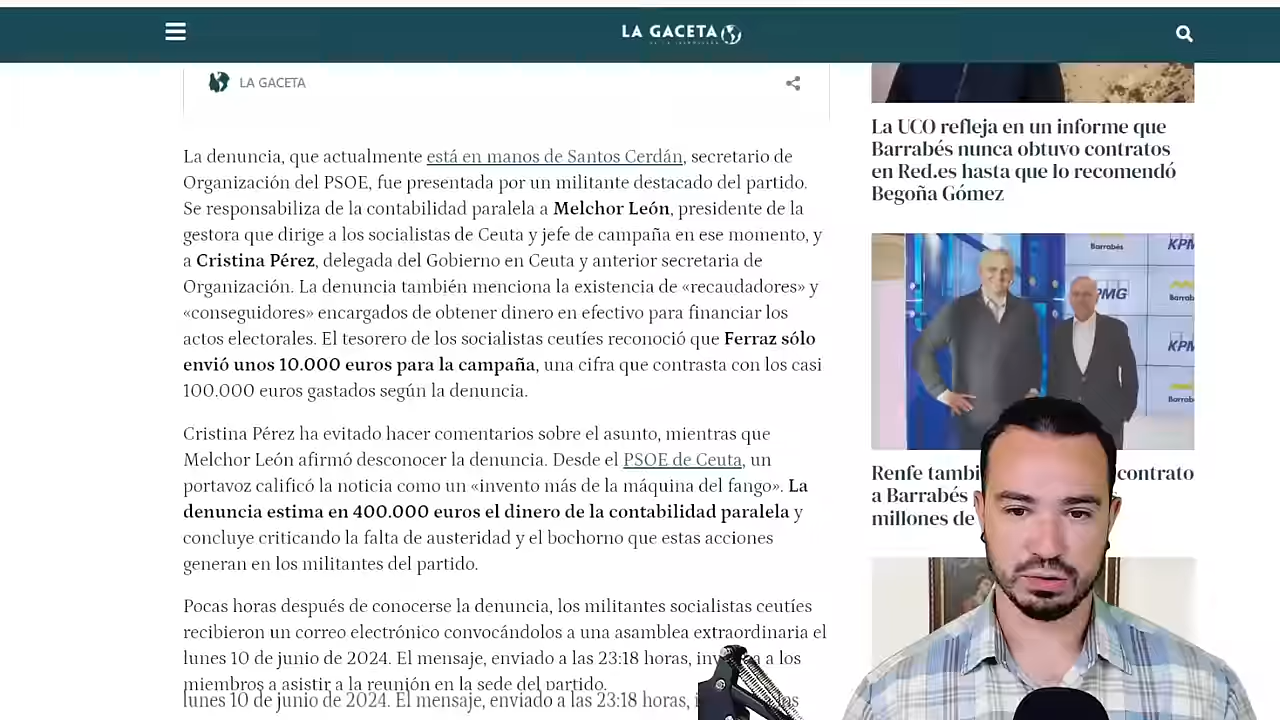 LA GACETA
LA GACETA
La denuncia, que actualmente está en manos de Santos Cerdán, secretario de
Organización del PSOE, fue presentada por un militante destacado del partido.
Se responsabiliza de la contabilidad paralela a Melchor León, presidente de la
gestora que dirige a los socialistas de Ceuta y jefe de campaña en ese momento, y
a Cristina Pérez, delegada del Gobierno en Ceuta y anterior secretaria de
Organización. La denuncia también menciona la existencia de «recaudadores» y
«conseguidores» encargados de obtener dinero en efectivo para financiar los
actos electorales. El tesorero de los socialistas ceutíes reconoció que Ferraz sólo
envió unos 10.000 euros para la campaña, una cifra que contrasta con los casi
100.000 euros gastados según la denuncia.
Cristina Pérez ha evitado hacer comentarios sobre el asunto, mientras que
Melchor León afirmó desconocer la denuncia. Desde el PSOE de Ceuta, un
portavoz calificó la noticia como un «invento más de la máquina del fango». La
denuncia estima en 400.000 euros el dinero de la contabilidad paralela y
concluye criticando la falta de austeridad y el bochorno que estas acciones
generan en los militantes del partido.
Pocas horas después de conocerse la denuncia, los militantes socialistas ceutíes
recibieron un correo electrónico convocándolos a una asamblea extraordinaria el
lunes 10 de junio de 2024. El mensaje, enviado a las 23:18 horas, a los
miembros a asistir a la reunión en la sede del partido.
lunes 10 de junio de 2024. El mensaje, enviado a las 23:18 horas,
La UCO refleja en un informe que
Barrabés nunca obtuvo contratos
en Red.es hasta que lo recomendó
Begoña Gómez
Barrabés
KPM
PMG
Barrab
KPM
Barrab
Renfe contrato
a Barrabés
millones de